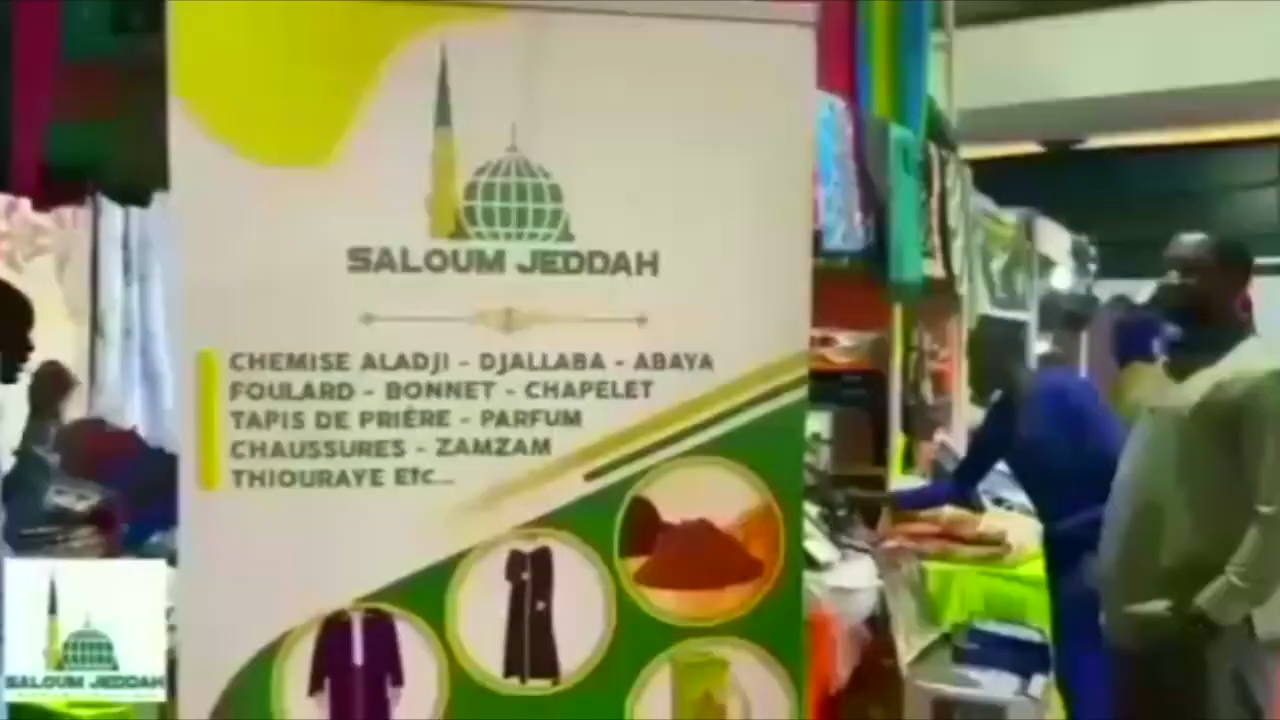 SALOUM JEDDAH
CHEMISE ALADJI - DJALLABA - ABAYA
FOULARD - BONNET - CHAPELET
TAPIS DE PRIÈRE - PARFUM
CHAUSSURES - ZAMZAM
THIOURAYE Etc...
SALOUM JEDDAH